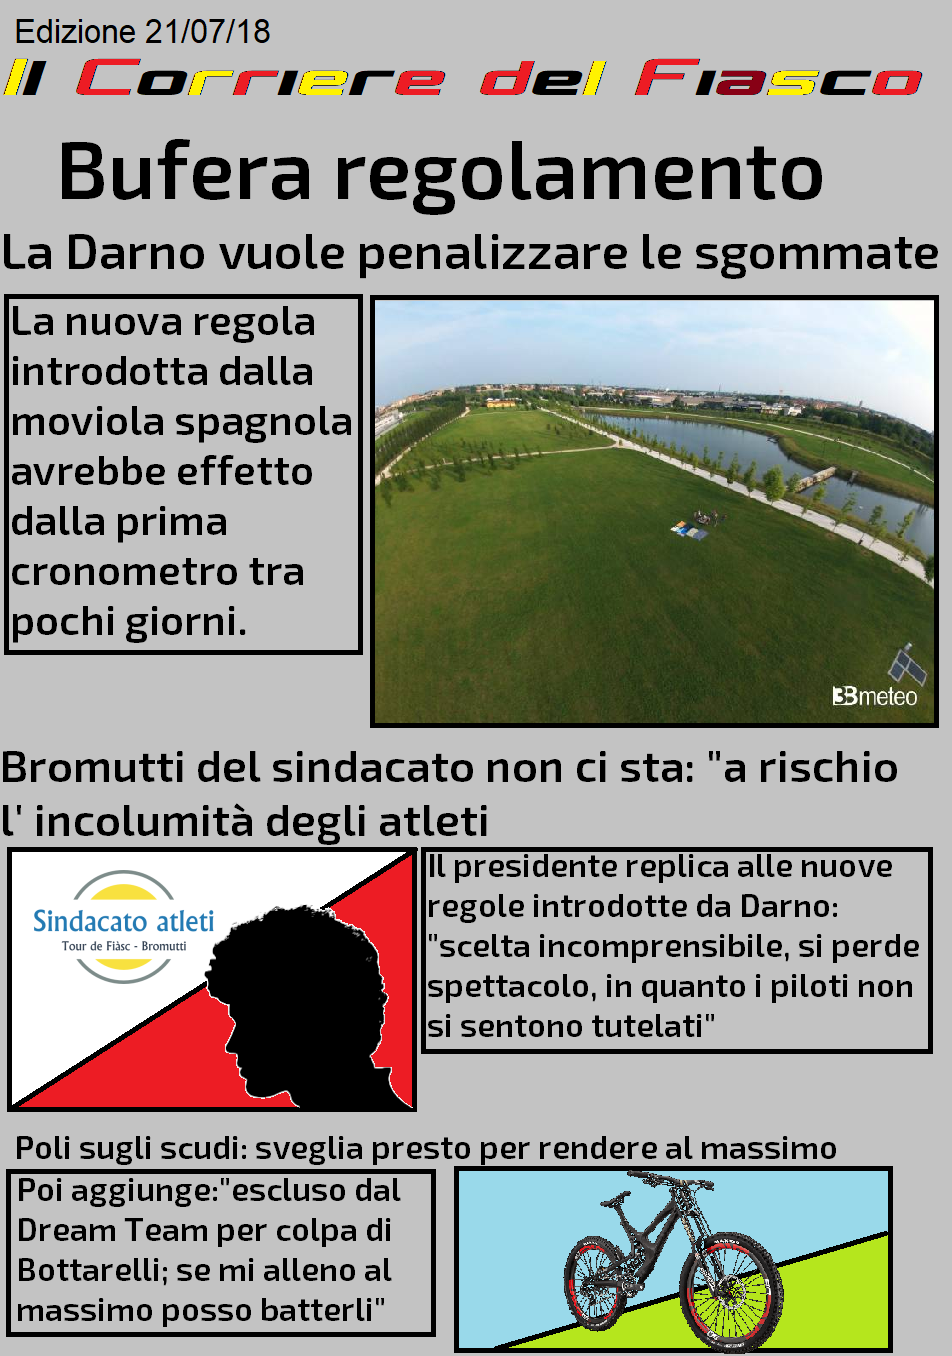 Edizione 21/07/18
Il Corriere del Fiasco
Bufera regolamento
La Darno vuole penalizzare le sgommate
La nuova regola
introdotta dalla
moviola spagnola
avrebbe effetto
dalla prima
cronometro tra
pochi giorni.
3Bmeteo
Bromutti del sindacato non ci sta: "a rischio
l' incolumità degli atleti
Sindacato atleti
Tour de Fiàsc - Bromutti
Il presidente replica alle nuove
regole introdotte da Darno:
"scelta incomprensibile, si perde
spettacolo, in quanto i piloti non
si sentono tutelati"
Poli sugli scudi: sveglia presto per rendere al massimo
Poi aggiunge:"escluso dal
Dream Team per colpa di
Bottarelli; se mi alleno al
massimo posso batterli"